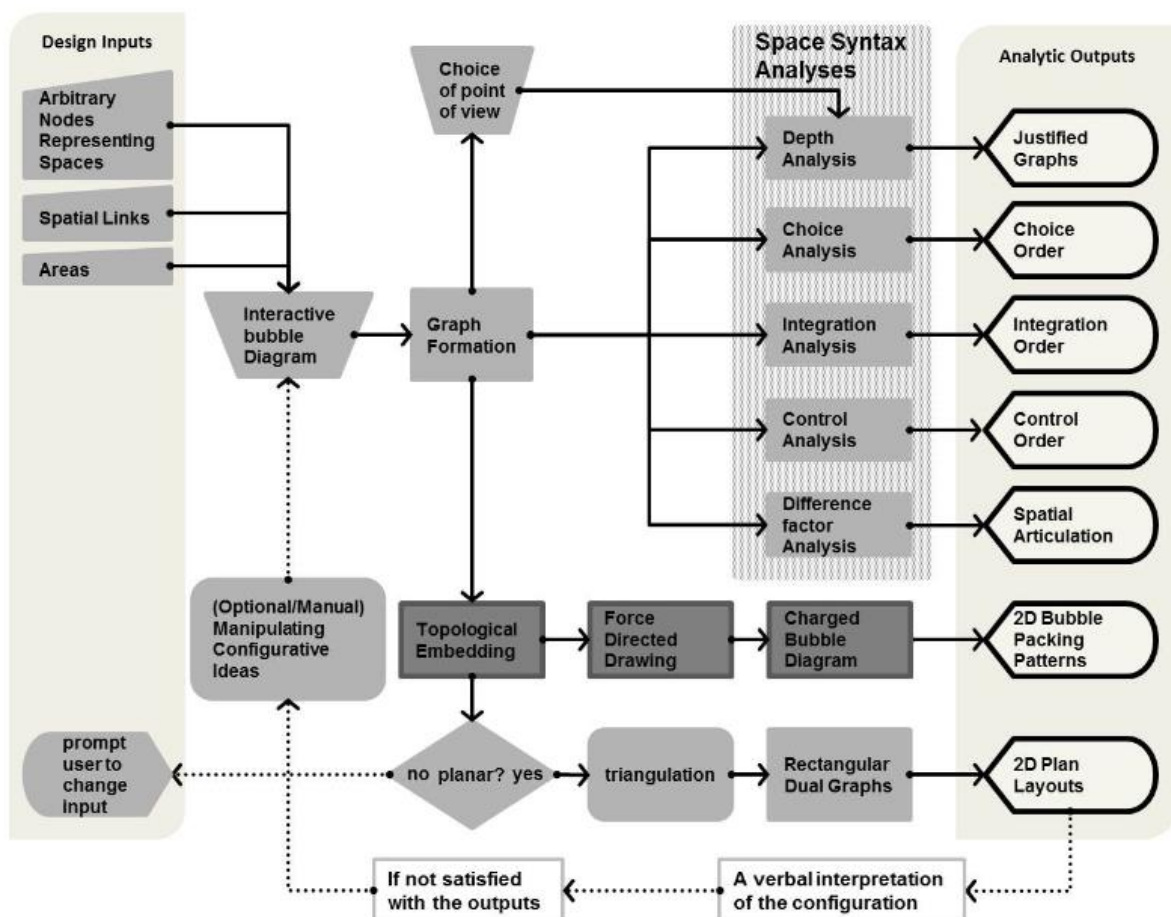 Design Inputs
Arbitrary
Nodes
Representing
Spaces
Spatial Links
Areas
Interactive
bubble
Diagram
Choice
of point
of view
Graph
Formation
Space Syntax
Analyses
Depth
Analysis
Choice
Analysis
Integration
Analysis
Control
Analysis
Difference
factor
Analysis
Analytic Outputs
Justified
Graphs
Choice
Order
Integration
Order
Control
Order
Spatial
Articulation
(Optional/Manual)
Manipulating
Configurative
Ideas
Topological
Embedding
Force
Directed
Drawing
Charged
Bubble
Diagram
2D Bubble
Packing
Patterns
prompt
user to
change
input
no planar? yes
triangulation
Rectangular
Dual Graphs
2D Plan
Layouts
If not satisfied
with the outputs
A verbal interpretation
of the configuration